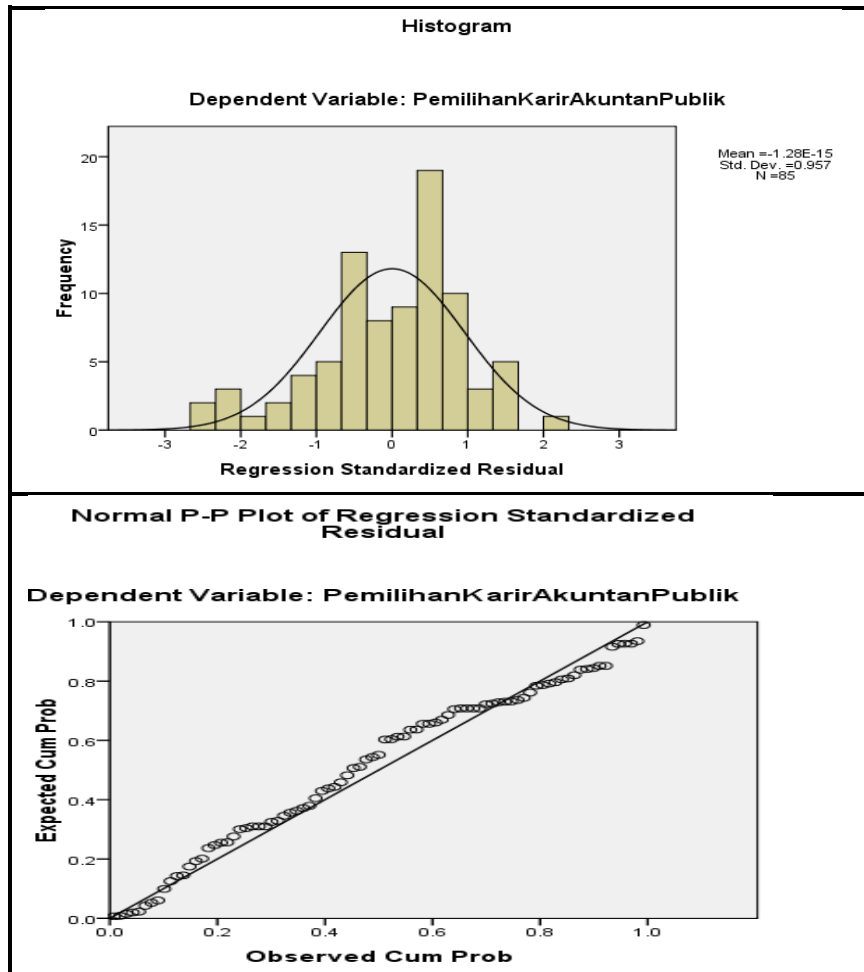 Histogram
Dependent Variable: PemilihanKarirAkuntanPublik
Mean =-1.28E-15
Std. Dev. =0.957
N =85
Frequency
20
15
10
5
0
-3 -2 -1 0 1 2 3
Regression Standardized Residual
Normal P-P Plot of Regression Standardized
Residual
Dependent Variable: PemilihanKarirAkuntanPublik
Expected Cum Prob
1.0
0.8
0.6
0.4
0.2
0.0
0.0 0.2 0.4 0.6 0.8 1.0
Observed Cum Prob